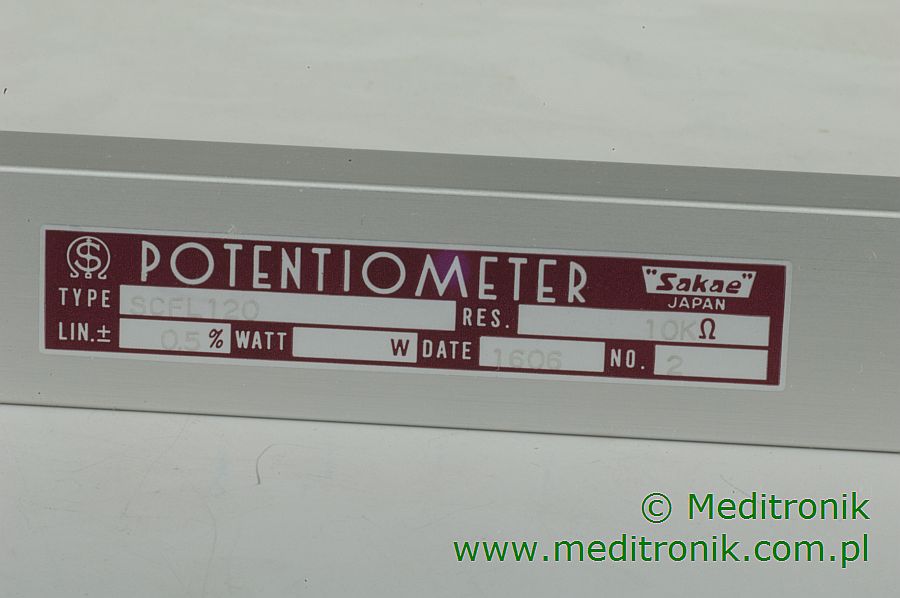 POTENTIOMETER "Sakae"
JAPAN
TYPE SCFL120 RES. 10KΩ
LIN.± 0.5 % WATT W DATE 1606 NO. 2
© Meditronik
www.meditronik.com.pl